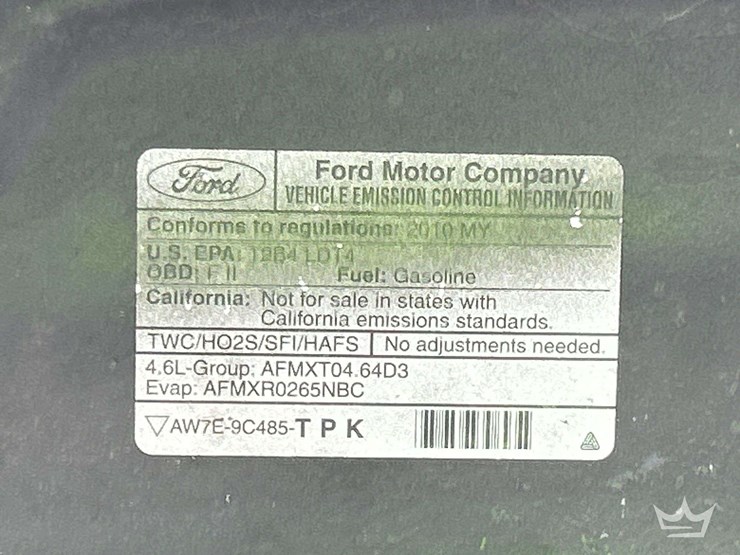 Ford
Ford Motor Company
VEHICLE EMISSION CONTROL INFORMATION
Conforms to regulations: 2010 MY
U.S. EPA: T2B4 LDT4
OBD: F II Fuel: Gasoline
California: Not for sale in states with
California emissions standards.
TWC/HO2S/SFI/HAFS No adjustments needed.
4.6L-Group: AFMXT04.64D3
Evap: AFMXR0265NBC
AW7E-9C485-T P K